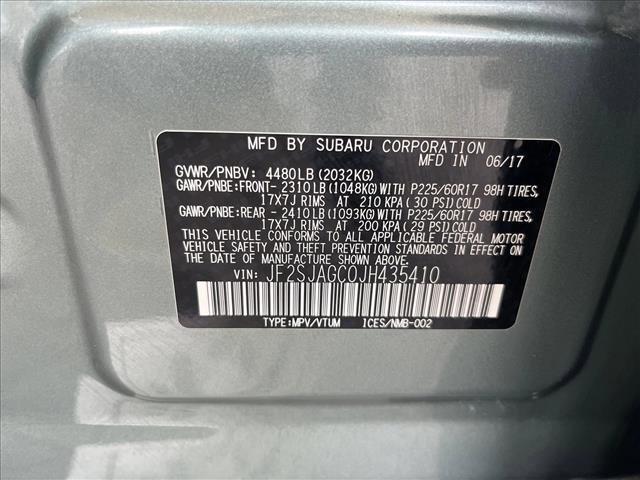 MFD BY SUBARU CORPORATION
MFD IN 06/17
GVWR/PNBV: 4480LB (2032KG)
GAWR/PNBE:FRONT- 2310LB (1048KG) WITH P225/60R17 98H TIRES,
17X7J RIMS AT 210 KPA (30 PSI) COLD
GAWR/PNBE:REAR - 2410LB (1093KG) WITH P225/60R17 98H TIRES,
17X7J RIMS AT 200 KPA (29 PSI) COLD
THIS VEHICLE CONFORMS TO ALL APPLICABLE FEDERAL MOTOR
VEHICLE SAFETY AND THEFT PREVENTION STANDARDS IN EFFECT ON
THE DATE OF MANUFACTURE SHOWN ABOVE.
VIN: JF2SJAGC0JH435410
TYPE:MPV/VTUM ICES/NMB-002